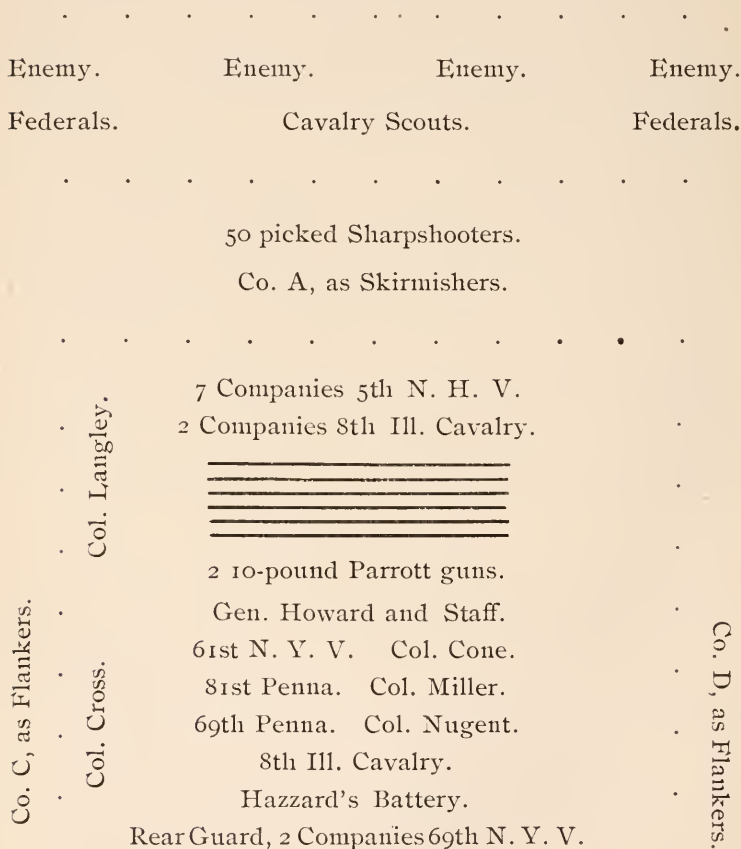 Enemy. Enemy. Enemy. Enemy.
Federals. Cavalry Scouts. Federals.
50 picked Sharpshooters.
Co. A, as Skirmishers.
7 Companies 5th N. H. V.
2 Companies 8th Ill. Cavalry.
Col. Langley.
2 10-pound Parrott guns.
Gen. Howard and Staff.
61st N. Y. V. Col. Cone.
81st Penna. Col. Miller.
69th Penna. Col. Nugent.
8th Ill. Cavalry.
Hazzard's Battery.
Rear Guard, 2 Companies 69th N. Y. V.
Co. C, as Flankers.
Col. Cross.
Co. D, as Flankers.